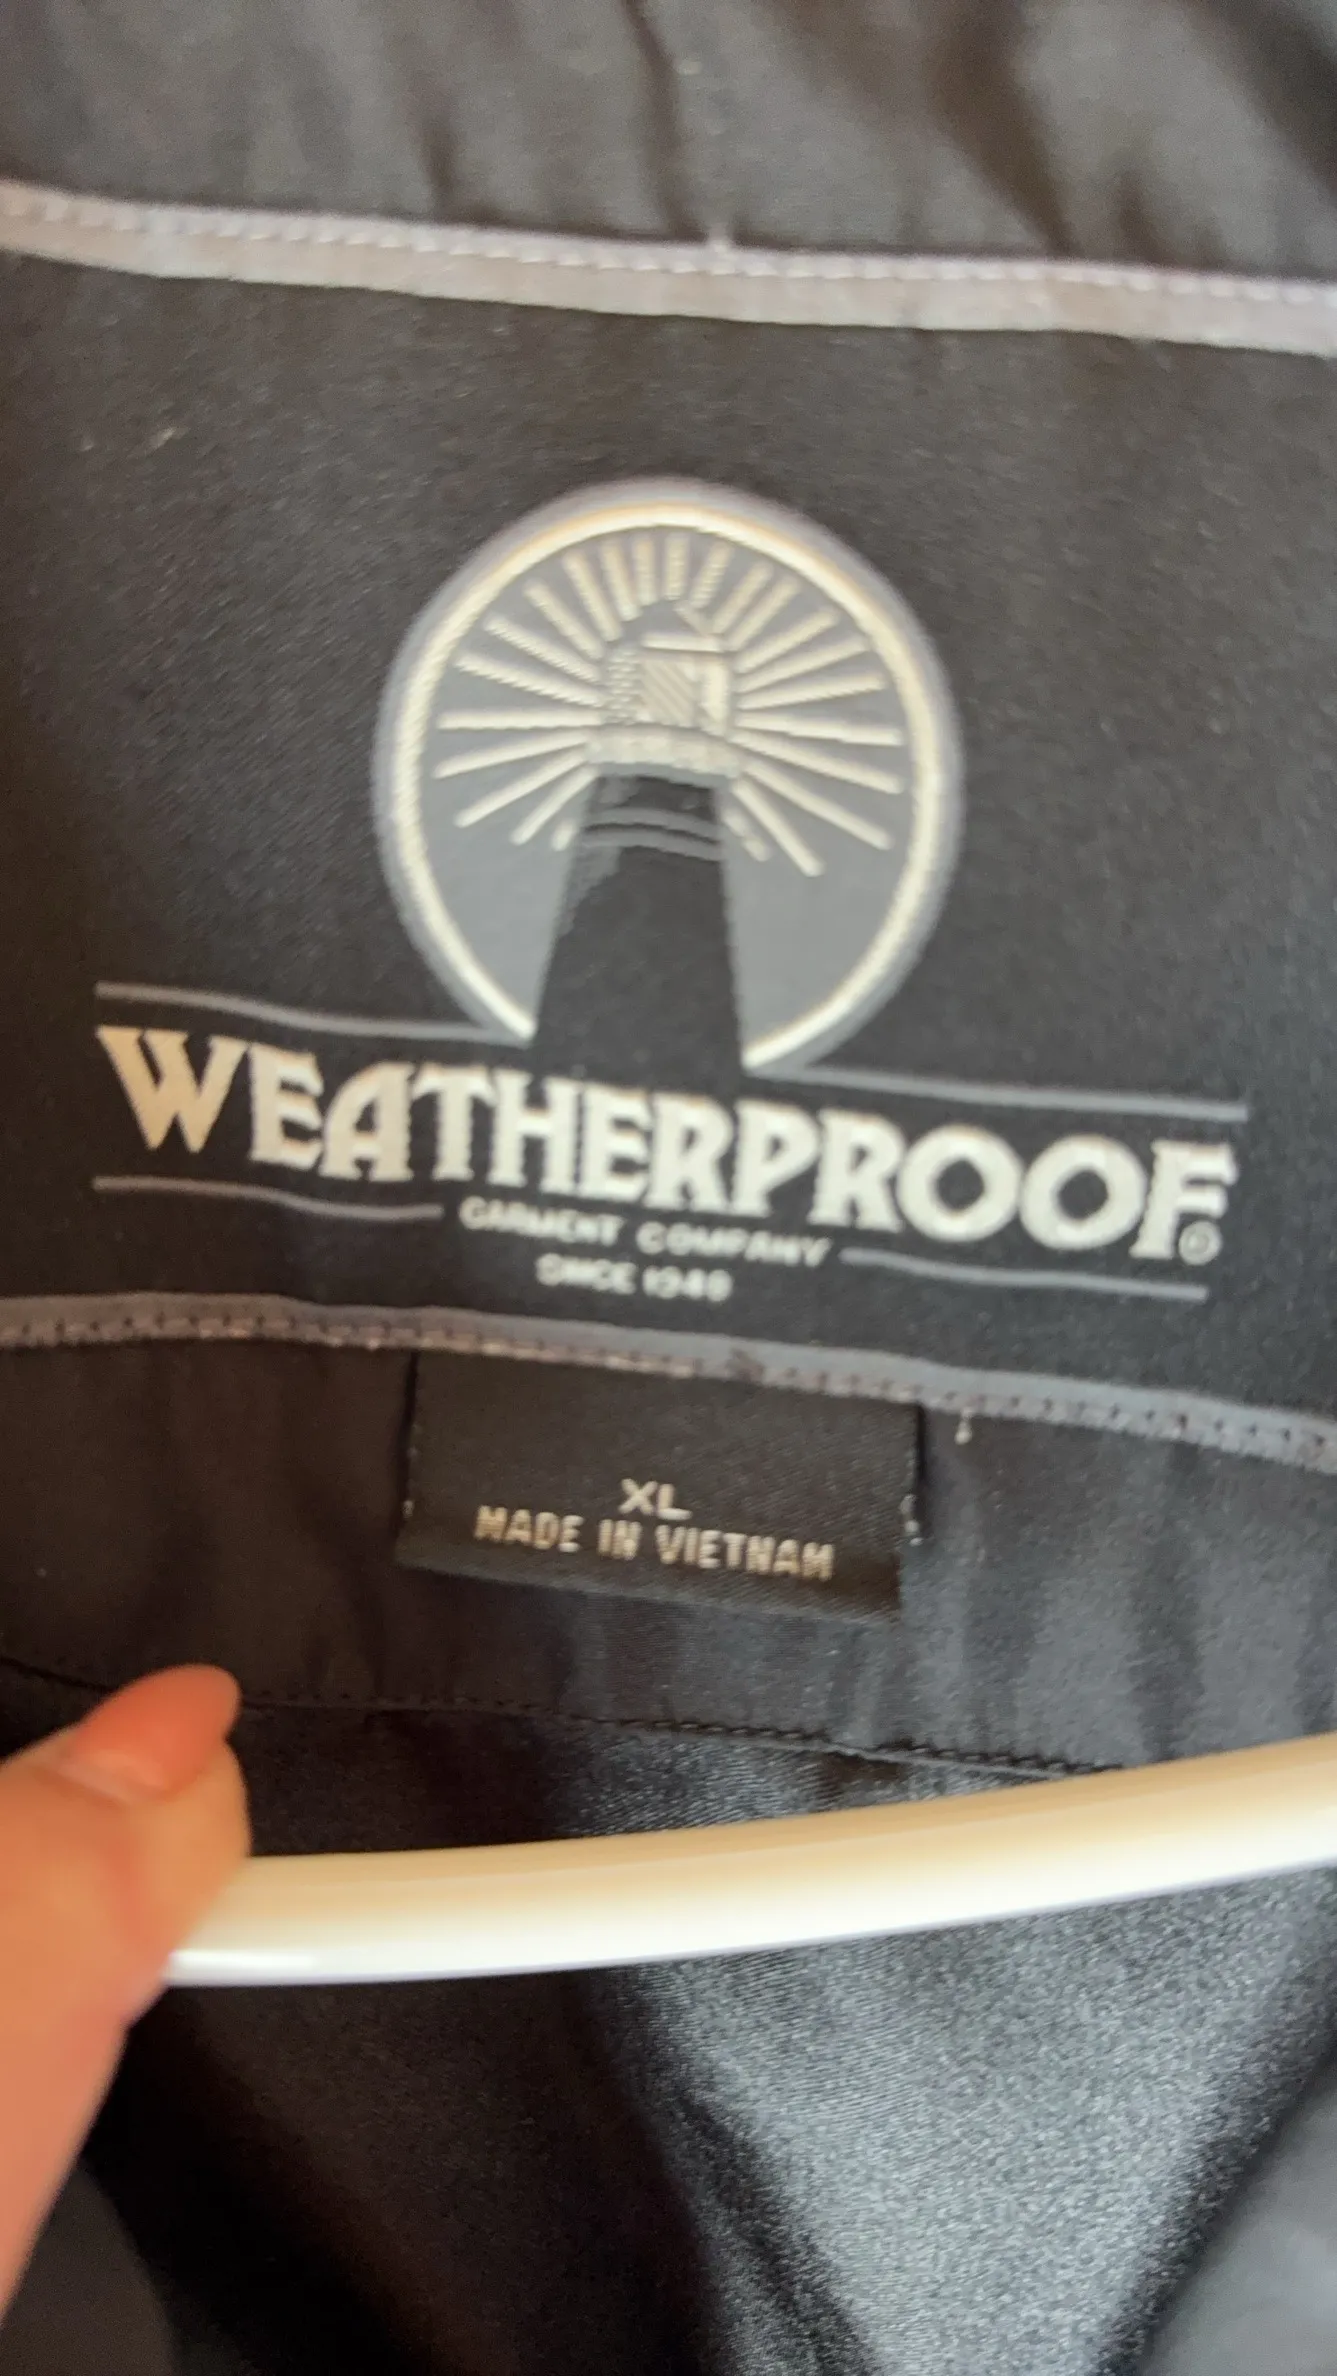 WEATHERPROOF®
GARMENT COMPANY
SINCE 1948
XL
MADE IN VIETNAM